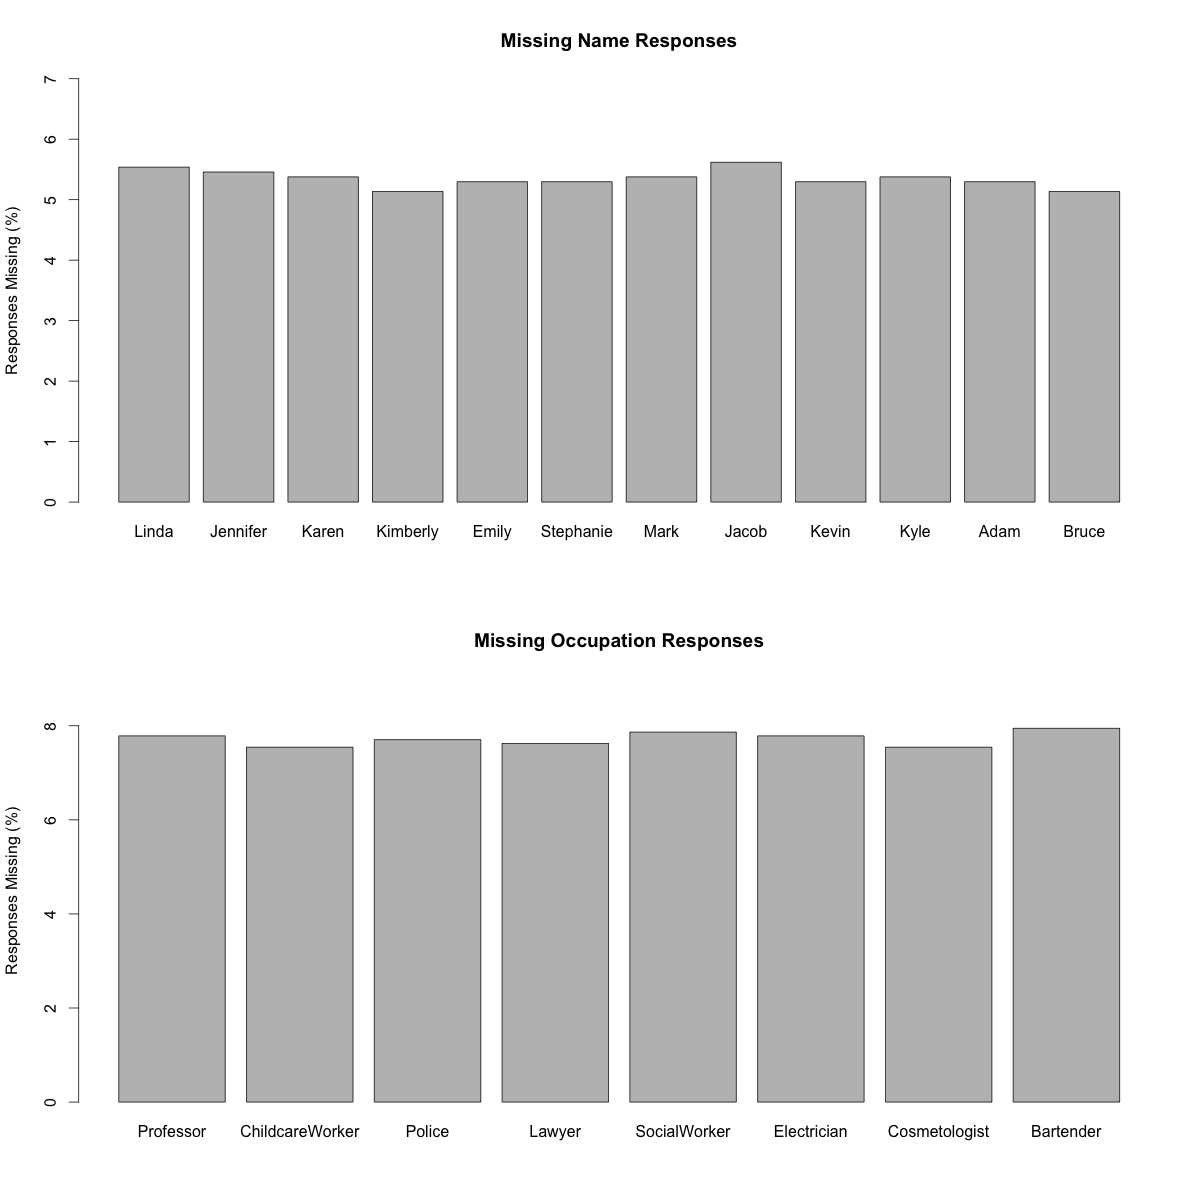 Missing Name Responses
Responses Missing (%)
7
6
5
4
3
2
1
0
Linda Jennifer Karen Kimberly Emily Stephanie Mark Jacob Kevin Kyle Adam Bruce
Missing Occupation Responses
Responses Missing (%)
8
6
4
2
0
Professor ChildcareWorker Police Lawyer SocialWorker Electrician Cosmetologist Bartender